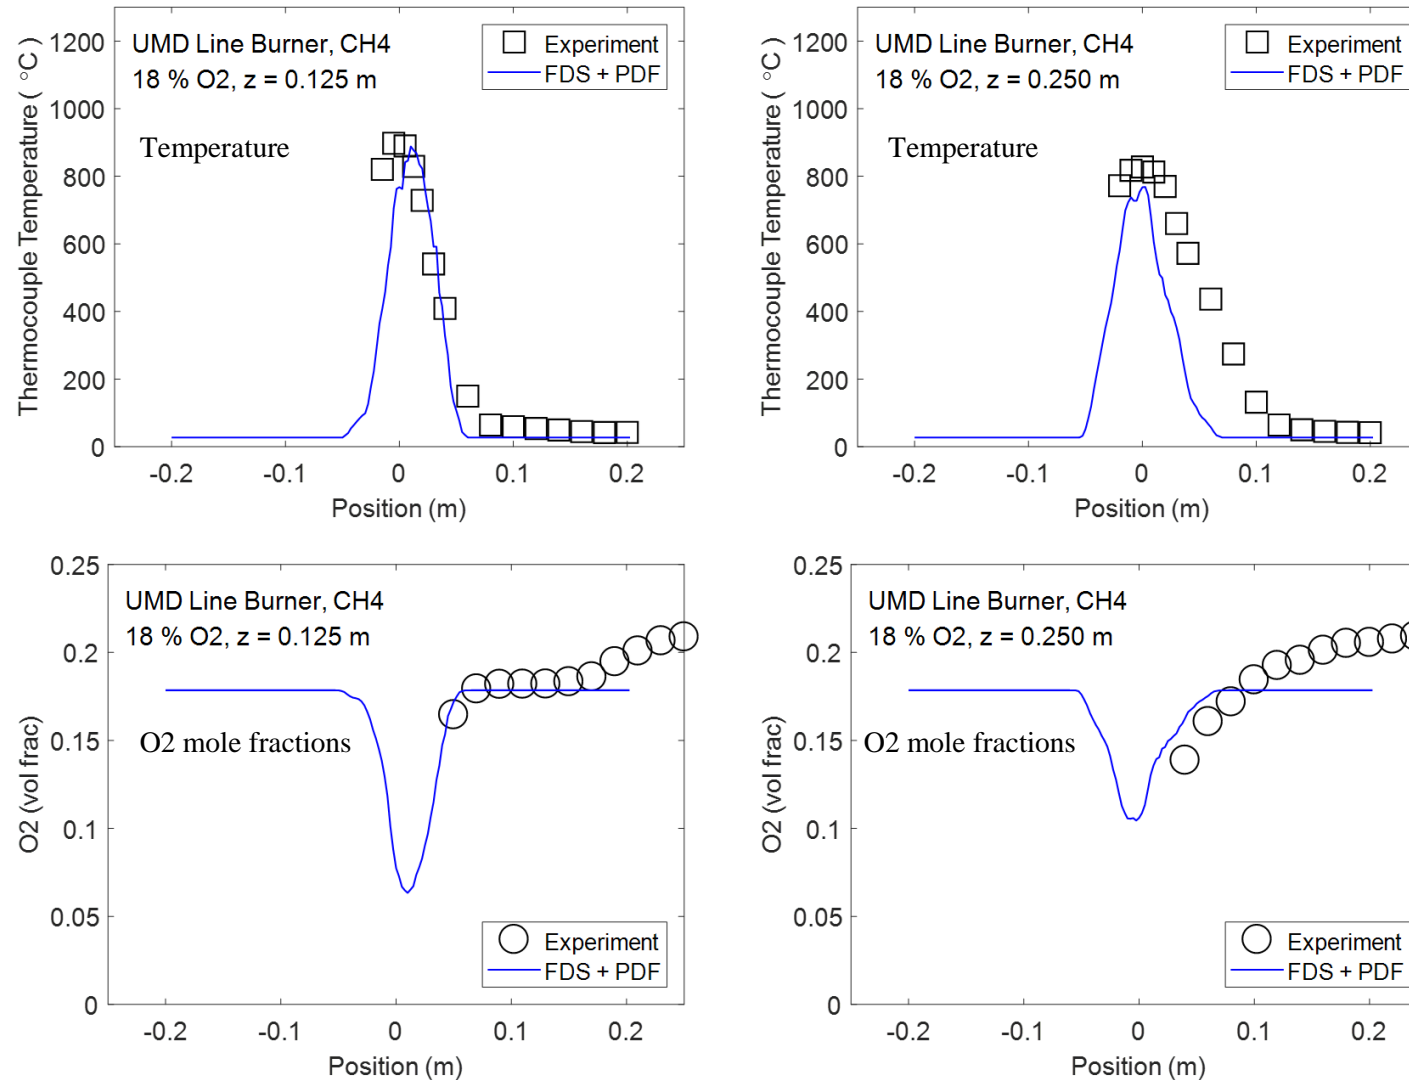 UMD Line Burner, CH4
18 % O2, z = 0.125 m
Experiment
FDS + PDF
Temperature
Thermocouple Temperature ( °C )
1200
1000
800
600
400
200
0
-0.2 -0.1 0 0.1 0.2
Position (m)
UMD Line Burner, CH4
18 % O2, z = 0.250 m
Experiment
FDS + PDF
Temperature
Thermocouple Temperature ( °C )
1200
1000
800
600
400
200
0
-0.2 -0.1 0 0.1 0.2
Position (m)
UMD Line Burner, CH4
18 % O2, z = 0.125 m
O2 mole fractions
Experiment
FDS + PDF
O2 (vol frac)
0.25
0.2
0.15
0.1
0.05
0
-0.2 -0.1 0 0.1 0.2
Position (m)
UMD Line Burner, CH4
18 % O2, z = 0.250 m
O2 mole fractions
Experiment
FDS + PDF
O2 (vol frac)
0.25
0.2
0.15
0.1
0.05
0
-0.2 -0.1 0 0.1 0.2
Position (m)